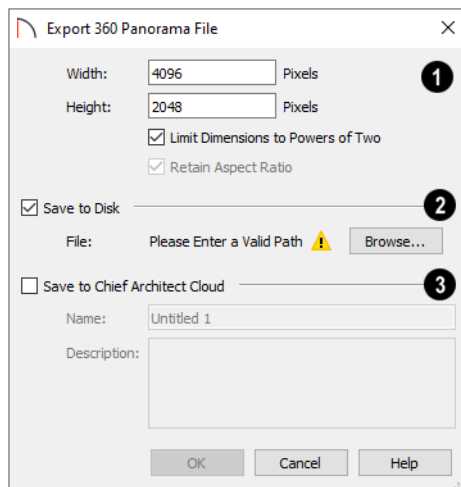 Export 360 Panorama File
Width: 4096 Pixels 1
Height: 2048 Pixels
Limit Dimensions to Powers of Two
Retain Aspect Ratio
Save to Disk 2
File: Please Enter a Valid Path Browse...
Save to Chief Architect Cloud 3
Name: Untitled 1
Description:
OK Cancel Help